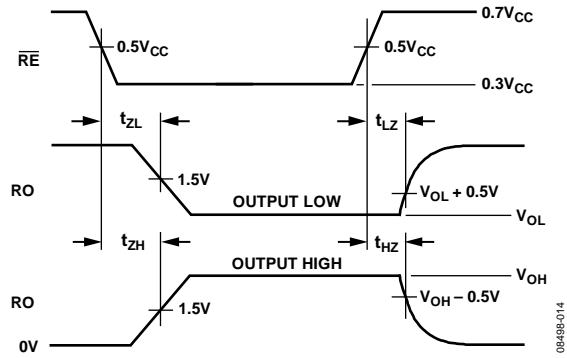 0.7VCC
RE
0.5VCC
0.5VCC
0.3VCC
tZL
tLZ
RO
1.5V
OUTPUT LOW
VOL + 0.5V
VOL
tZH
tHZ
OUTPUT HIGH
VOH
RO
1.5V
VOH – 0.5V
0V
08498-014